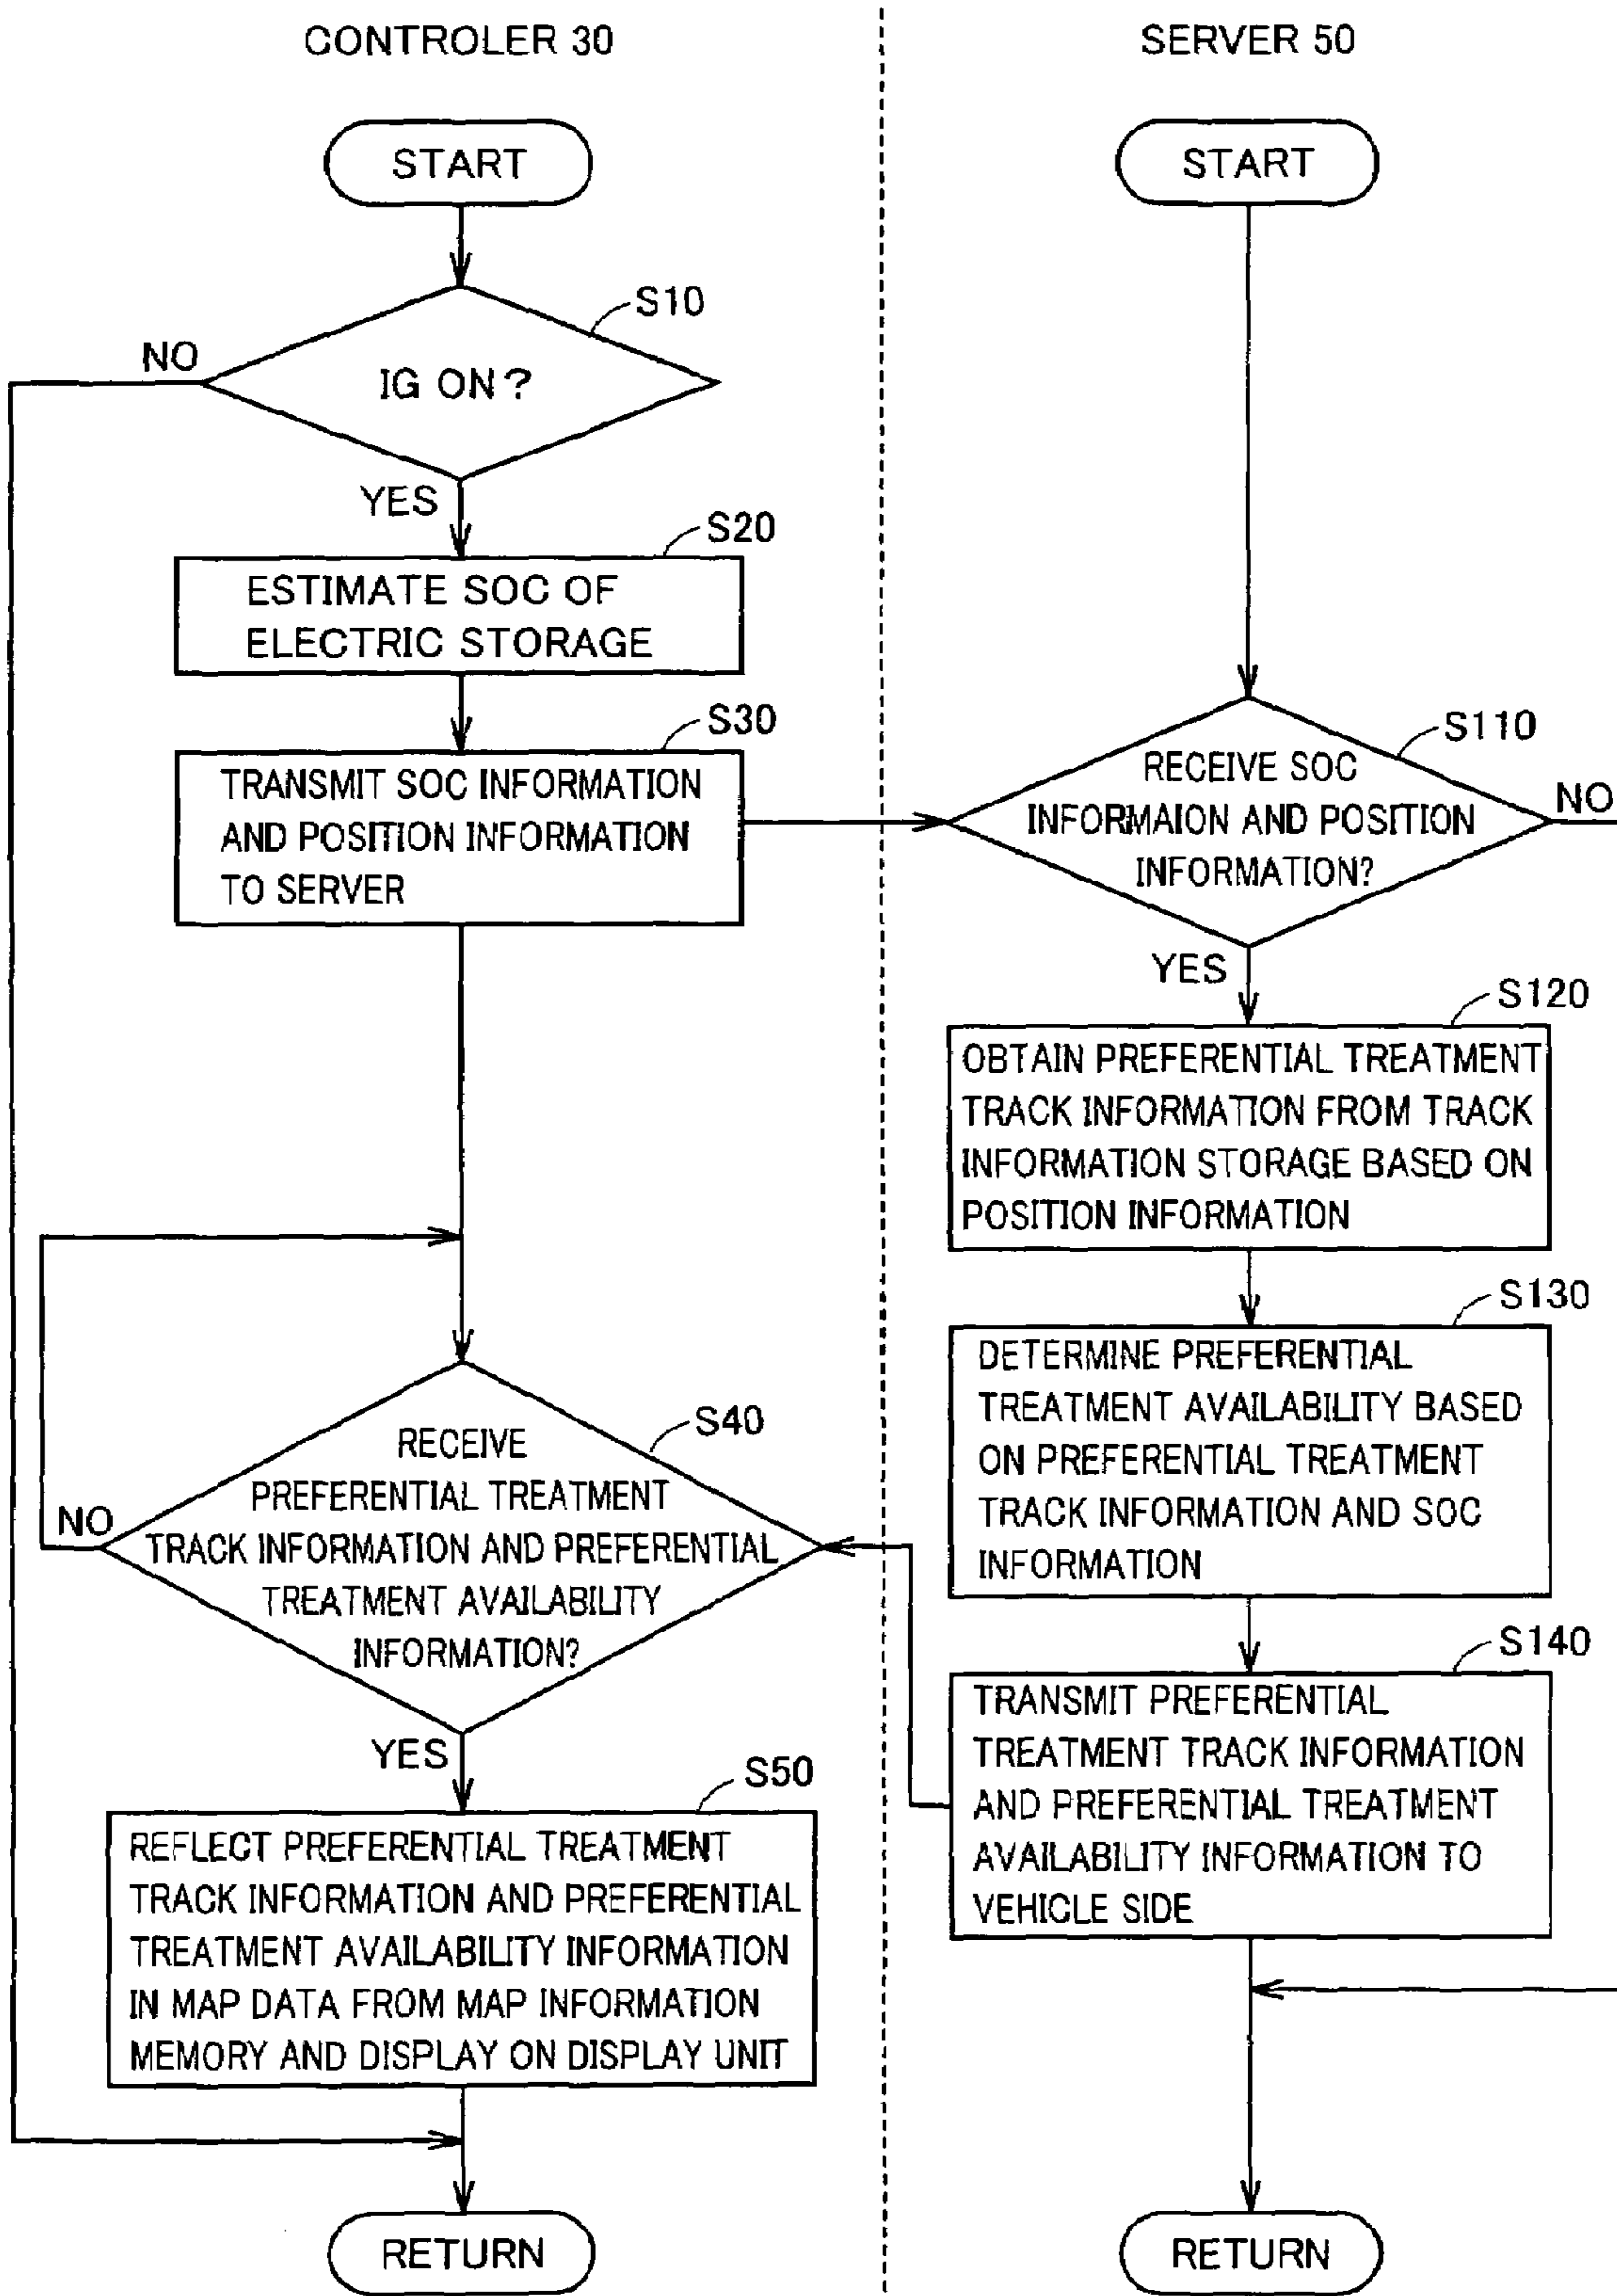 CONTROLER 30
START
S10
NO
IG ON?
YES
S20
ESTIMATE SOC OF
ELECTRIC STORAGE
S30
TRANSMIT SOC INFORMATION
AND POSITION INFORMATION
TO SERVER
S40
RECEIVE
PREFERENTIAL TREATMENT
TRACK INFORMATION AND PREFERENTIAL
TREATMENT AVAILABILITY
INFORMATION?
NO
YES
S50
REFLECT PREFERENTIAL TREATMENT
TRACK INFORMATION AND PREFERENTIAL
TREATMENT AVAILABILITY INFORMATION
IN MAP DATA FROM MAP INFORMATION
MEMORY AND DISPLAY ON DISPLAY UNIT
RETURN
SERVER 50
START
S110
RECEIVE SOC
INFORMAION AND POSITION
INFORMATION?
NO
YES
S120
OBTAIN PREFERENTIAL TREATMENT
TRACK INFORMATION FROM TRACK
INFORMATION STORAGE BASED ON
POSITION INFORMATION
S130
DETERMINE PREFERENTIAL
TREATMENT AVAILABILITY BASED
ON PREFERENTIAL TREATMENT
TRACK INFORMATION AND SOC
INFORMATION
S140
TRANSMIT PREFERENTIAL
TREATMENT TRACK INFORMATION
AND PREFERENTIAL TREATMENT
AVAILABILITY INFORMATION TO
VEHICLE SIDE
RETURN